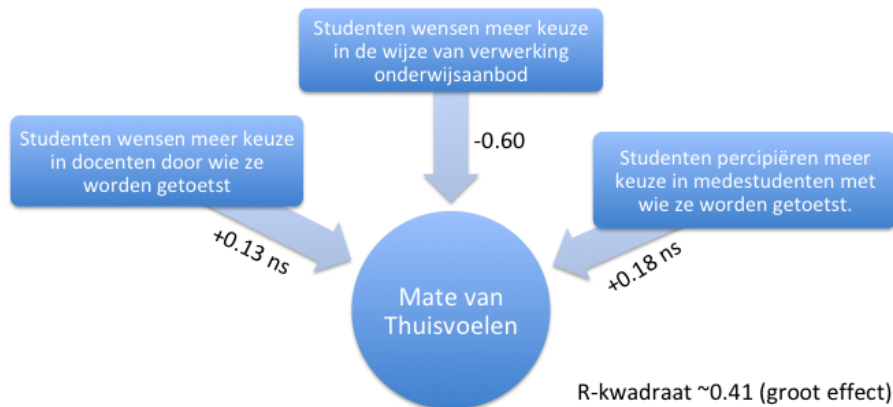 Studenten wensen meer keuze
in de wijze van verwerking
onderwijsaanbod
Studenten wensen meer keuze
in docenten door wie ze
worden getoetst
-0.60
Studenten percipiëren meer
keuze in medestudenten met
wie ze worden getoetst.
+0.13 ns
+0.18 ns
Mate van
Thuisvoelen
R-kwadraat ~0.41 (groot effect)